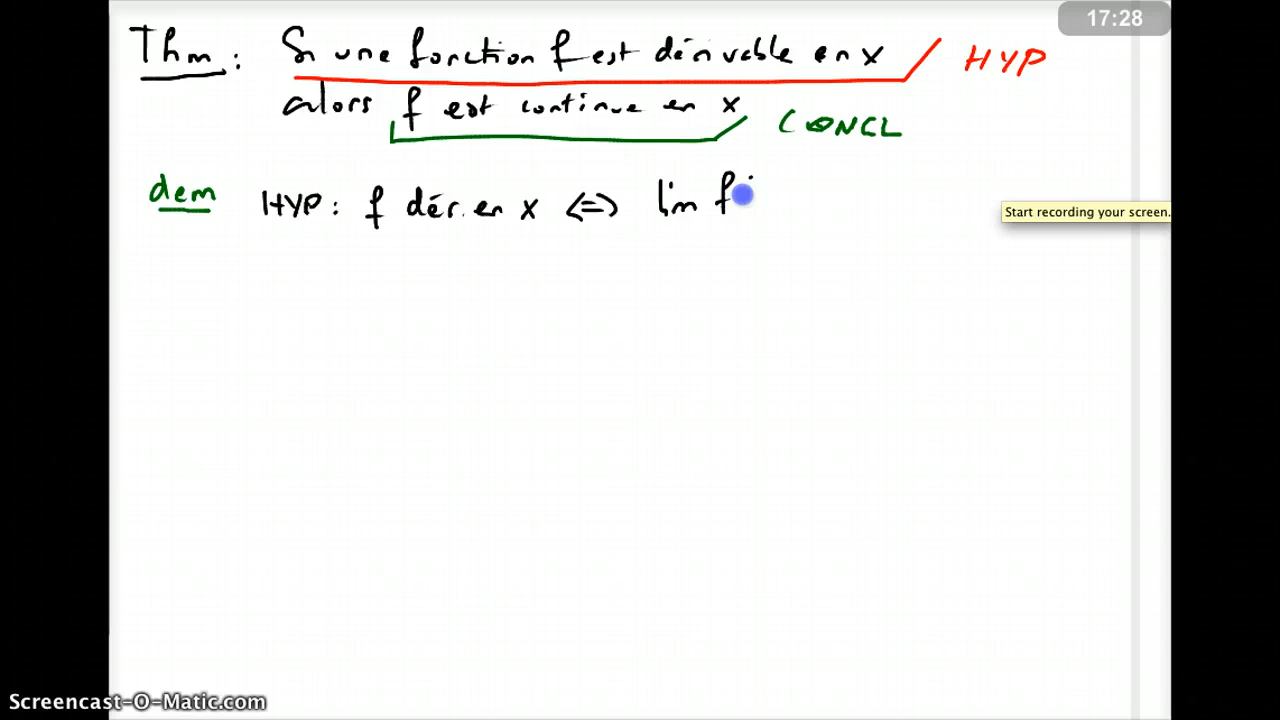 17:28
Thm : Si une fonction f est dérivable en x / HYP
alors f est continue en x CONCL
dem HYP : f dér. en x <=> lim f
Start recording your screen.
Screencast-O-Matic.com